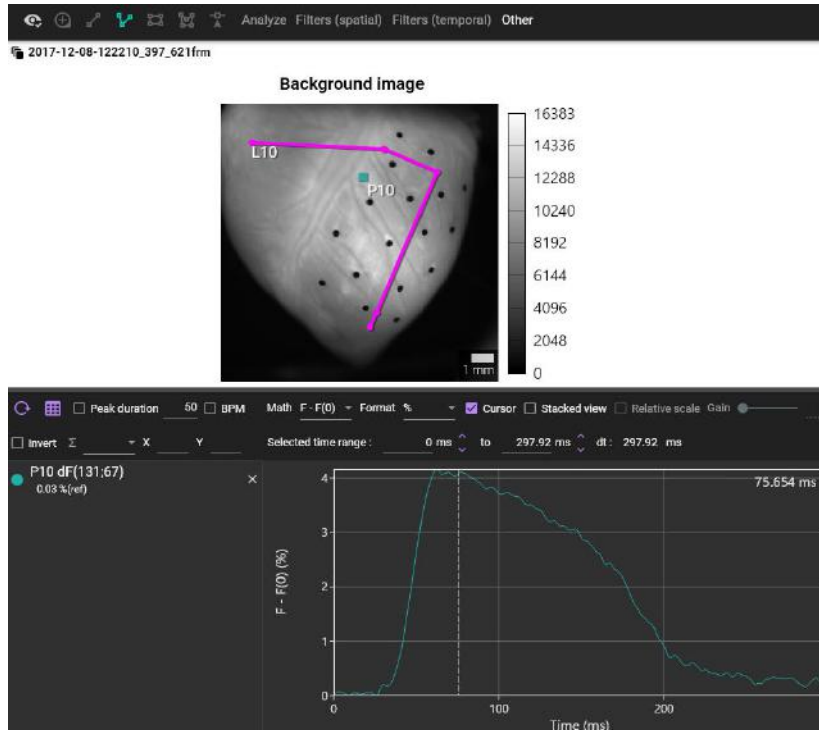 Analyze Filters (spatial) Filters (temporal) Other
2017-12-08-122210_397_621frm
Background image
L10
P10
1 mm
16383
14336
12288
10240
8192
6144
4096
2048
0
Peak duration 50 BPM Math F - F(0) Format % Cursor Stacked view Relative scale Gain
Invert Σ X Y Selected time range : 0 ms to 297.92 ms dt : 297.92 ms
P10 dF(131;67)
0.03 %(ref)
75.654 ms
F - F(0) (%)
4
3
2
1
0
0 100 200
Time (ms)